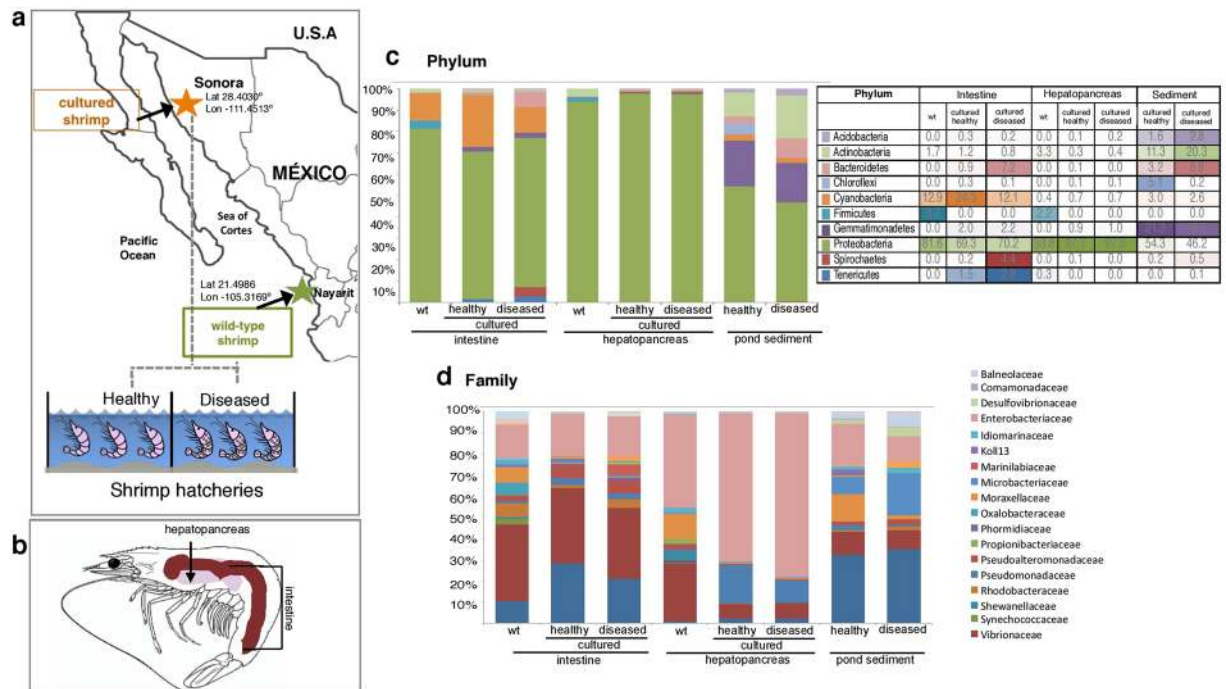 a
U.S.A
Sonora
Lat 28.4030º
Lon -111.4513º
cultured
shrimp
MÉXICO
Sea of
Cortes
Pacific
Ocean
Lat 21.4986
Lon -105.3169º
Nayarit
wild-type
shrimp
Healthy Diseased
Shrimp hatcheries
b
hepatopancreas
intestine
c Phylum
100%
90%
80%
70%
60%
50%
40%
30%
20%
10%
wt healthy diseased wt healthy diseased healthy diseased
cultured cultured
intestine hepatopancreas pond sediment
Phylum Intestine Hepatopancreas Sediment
wt cultured healthy cultured diseased wt cultured healthy cultured diseased cultured healthy cultured diseased
Acidobacteria 0.0 0.3 0.2 0.0 0.1 0.2 1.6 2.8
Actinobacteria 1.7 1.2 0.8 3.3 0.3 0.4 11.3 20.3
Bacteroidetes 0.0 0.9 7.2 0.0 0.1 0.1 3.2
Chloroflexi 0.0 0.3 0.1 0.0 0.1 0.0 5.1 0.2
Cyanobacteria 12.9 12.1 0.4 0.7 0.7 3.0 2.6
Firmicutes 0.0 0.0 2.2 0.0 0.0 0.0 0.0
Gemmatimonadetes 0.0 2.0 2.2 0.0 0.9 1.0
Proteobacteria 81.6 69.3 70.2 54.3 46.2
Spirochaetes 0.0 0.2 0.0 0.1 0.0 0.2 0.5
Tenericutes 0.0 1.5 0.3 0.0 0.0 0.0 0.1
d Family
100%
90%
80%
70%
60%
50%
40%
30%
20%
10%
wt healthy diseased wt healthy diseased healthy diseased
cultured cultured
intestine hepatopancreas pond sediment
Balneolaceae
Comamonadaceae
Desulfovibrionaceae
Enterobacteriaceae
Idiomarinaceae
Koll13
Marinilabiaceae
Microbacteriaceae
Moraxellaceae
Oxalobacteraceae
Phormidiaceae
Propionibacteriaceae
Pseudoalteromonadaceae
Pseudomonadaceae
Rhodobacteraceae
Shewanellaceae
Synechococcaceae
Vibrionaceae